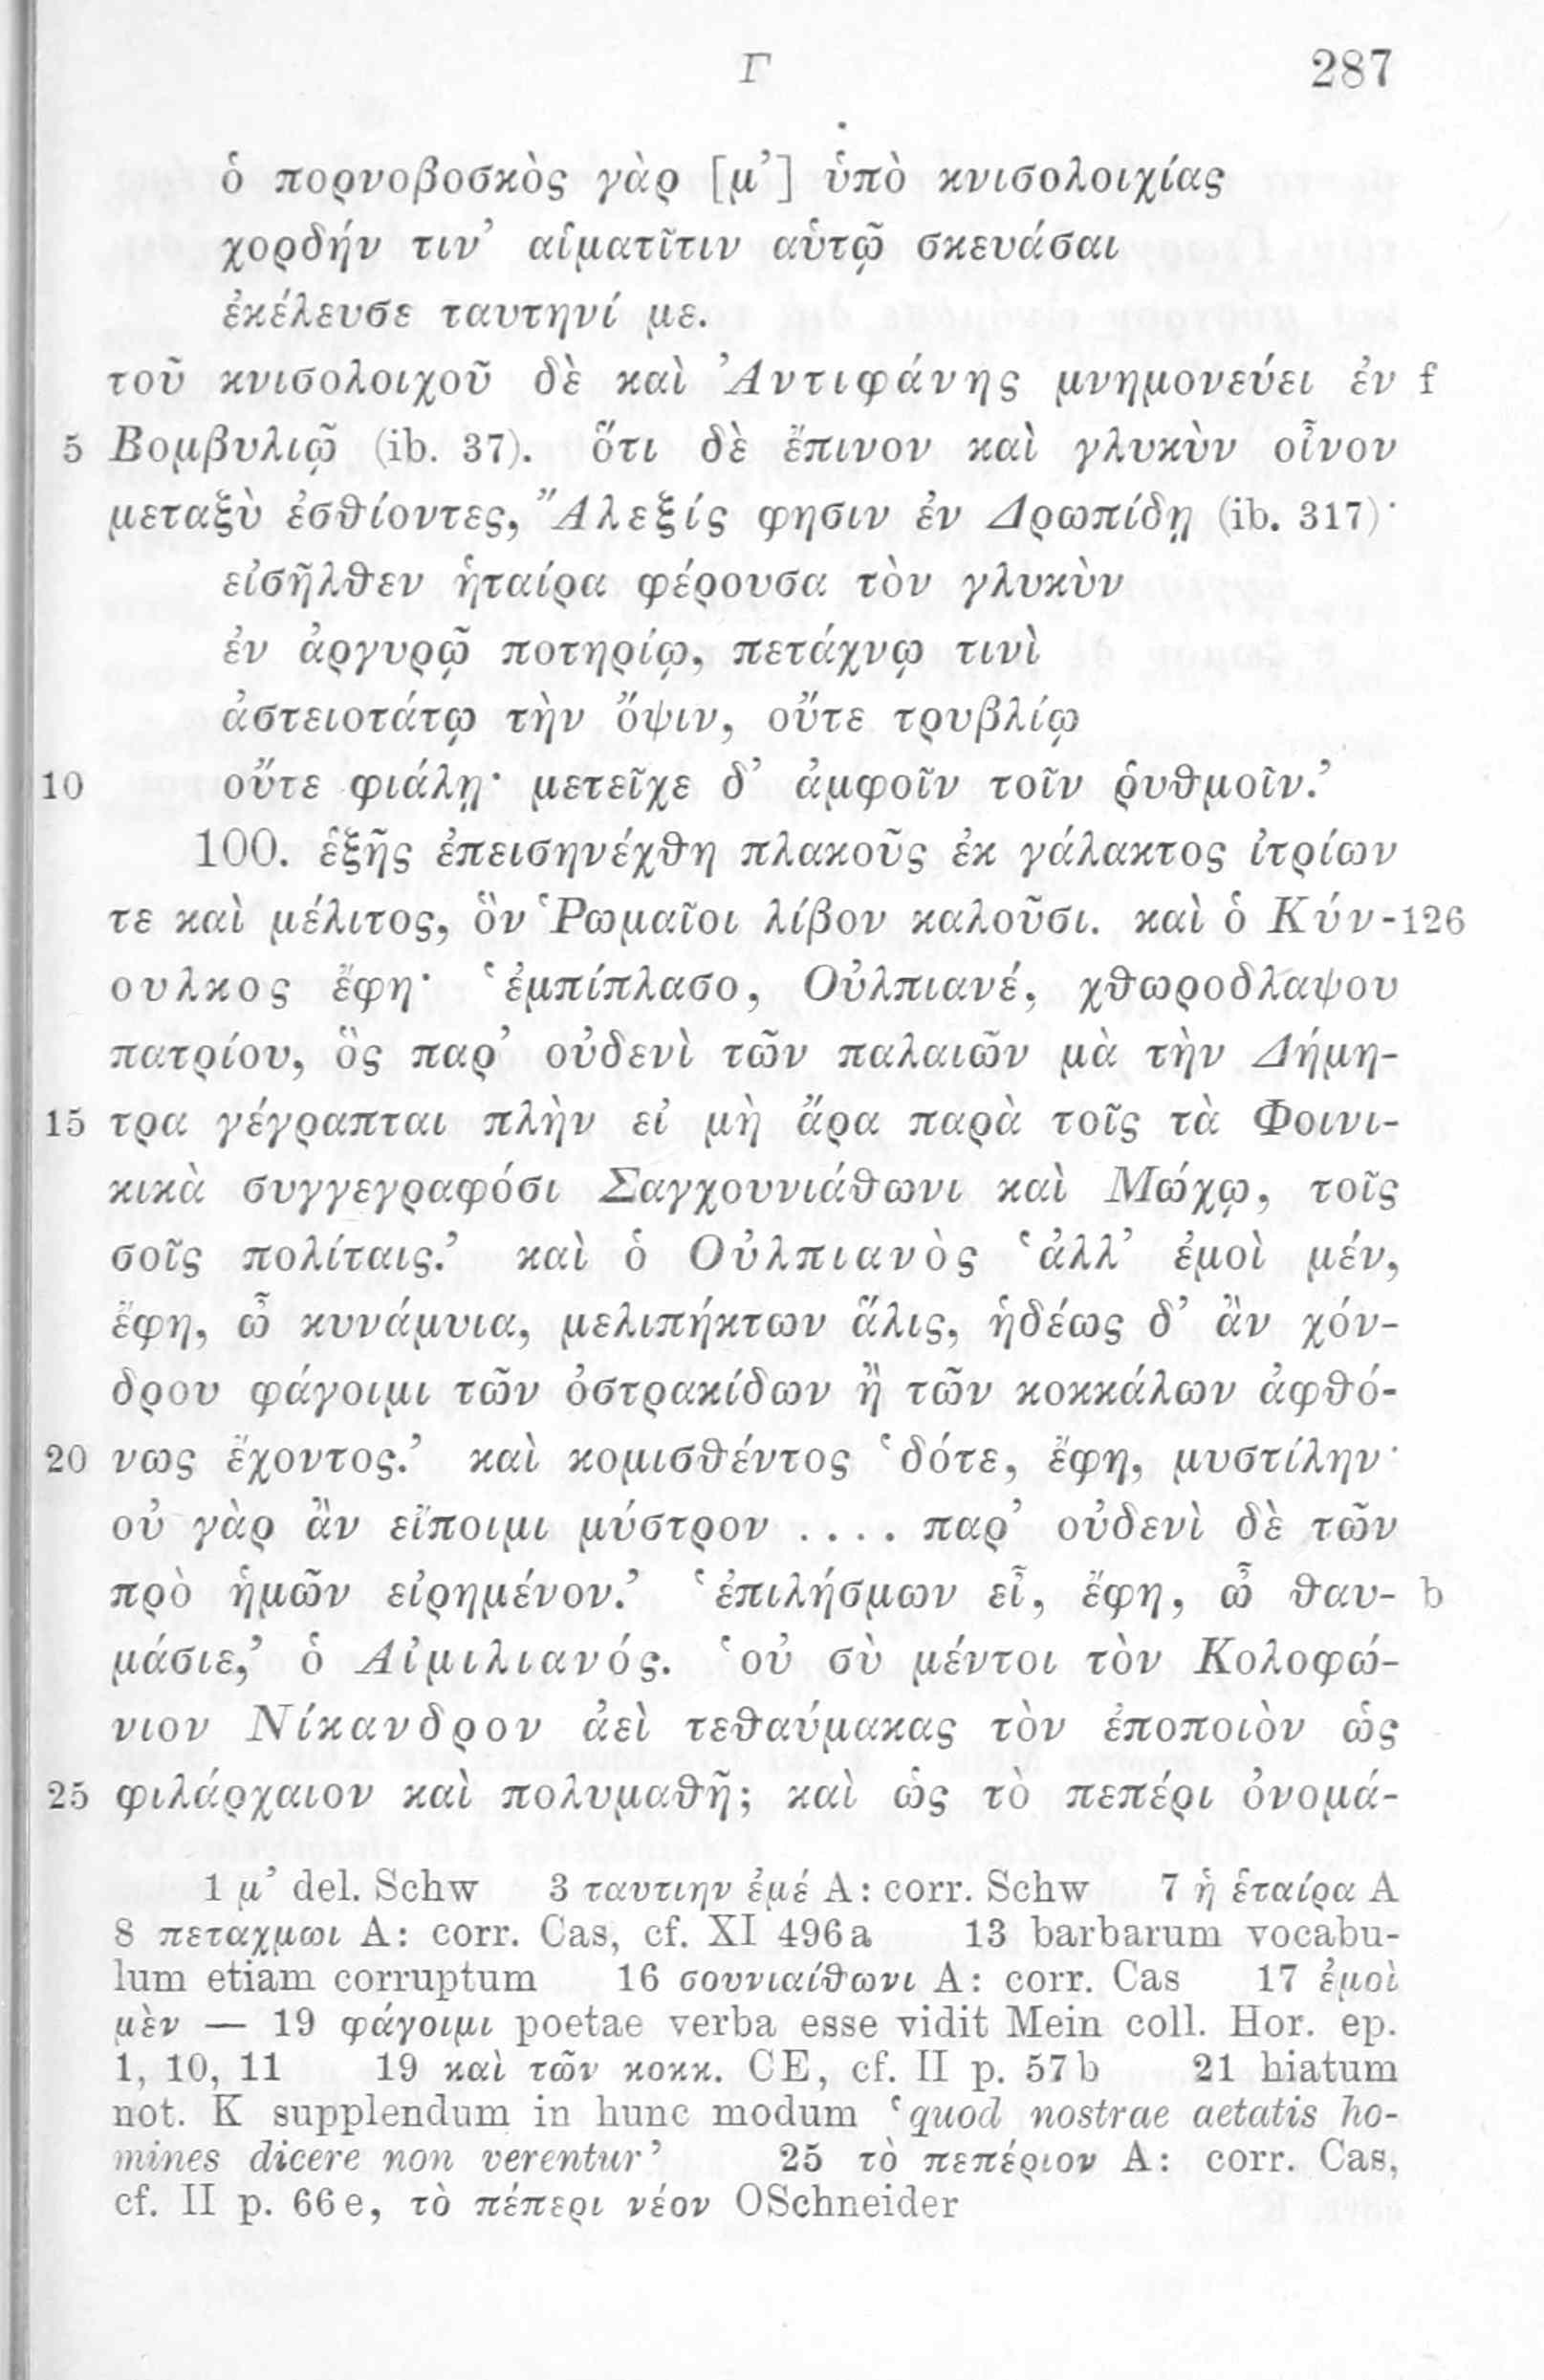 Γ 287
ὁ πορνοβοσκὸς γὰρ [μ’] ὑπὸ κνισολοιχίας
χορδήν τιν’ αἱματῖτιν αὑτῷ σκευάσαι
ἐκέλευσε ταυτηνί με.
τοῦ κνισολοιχοῦ δὲ καὶ Ἀντιφάνης μνημονεύει ἐν f
5 Βομβυλιῷ (ib. 37). ὅτι δὲ ἔπινον καὶ γλυκὺν οἶνον
μεταξὺ ἐσθίοντες, Ἄλεξίς φησιν ἐν Δρωπίδῃ (ib. 317)·
εἰσῆλθεν ἡταίρα φέρουσα τὸν γλυκὺν
ἐν ἀργυρῷ ποτηρίῳ, πετάχνῳ τινὶ
ἀστειοτάτῳ τὴν ὄψιν, οὔτε τρυβλίῳ
10 οὔτε φιάλῃ· μετεῖχε δ’ ἀμφοῖν τοῖν ῥυθμοῖν.’
100. ἑξῆς ἐπεισηνέχθη πλακοῦς ἐκ γάλακτος ἰτρίων
τε καὶ μέλιτος, ὃν Ῥωμαῖοι λίβον καλοῦσι. καὶ ὁ Κύν- 126
ουλκος ἔφη· ‘ἐμπίπλασο, Οὐλπιανέ, χθωροδλαψου
πατρίου, ὃς παρ’ οὐδενὶ τῶν παλαιῶν μὰ τὴν Δήμη-
15 τρα γέγραπται πλὴν εἰ μὴ ἄρα παρὰ τοῖς τὰ Φοινι-
κικὰ συγγεγραφόσι Σαγχουνιάθωνι καὶ Μώχῳ, τοῖς
σοῖς πολίταις.’ καὶ ὁ Οὐλπιανὸς ‘ἀλλ’ ἐμοὶ μέν,
ἔφη, ὦ κυνάμυια, μελιπήκτων ἅλις, ἡδέως δ’ ἂν χόν-
δρου φάγοιμι τῶν ὀστρακίδων ἢ τῶν κοκκάλων ἀφθό-
20 νως ἔχοντος.’ καὶ κομισθέντος ‘δότε, ἔφη, μυστίλην·
οὐ γὰρ ἂν εἴποιμι μύστρον .... παρ’ οὐδενὶ δὲ τῶν
πρὸ ἡμῶν εἰρημένον.’ ‘ἐπιλήσμων εἶ, ἔφη, ὦ θαυ- b
μάσιε,’ ὁ Αἰμιλιανός. ‘οὐ σὺ μέντοι τὸν Κολοφώ-
νιον Νίκανδρον ἀεὶ τεθαύμακας τὸν ἐποποιὸν ὡς
25 φιλάρχαιον καὶ πολυμαθῆ; καὶ ὡς τὸ πεπέρι ὀνομά-
1 μ’ del. Schw 3 ταυτιην ἐμέ A: corr. Schw 7 ἡ ἑταίρα A
8 πεταχμωι A: corr. Cas, cf. XI 496a 13 barbarum vocabu-
lum etiam corruptum 16 σουνιαίθωνι A: corr. Cas 17 ἐμοὶ
μὲν — 19 φάγοιμι poetae verba esse vidit Mein coll. Hor. ep.
1, 10, 11 19 καὶ τῶν κοκκ. CE, cf. II p. 57b 21 hiatum
not. K supplendum in hunc modum ‘quod nostrae aetatis ho-
mines dicere non verentur’ 25 τὸ πεπέριον A: corr. Cas,
cf. II p. 66e, τὸ πέπερι νέον OSchneider